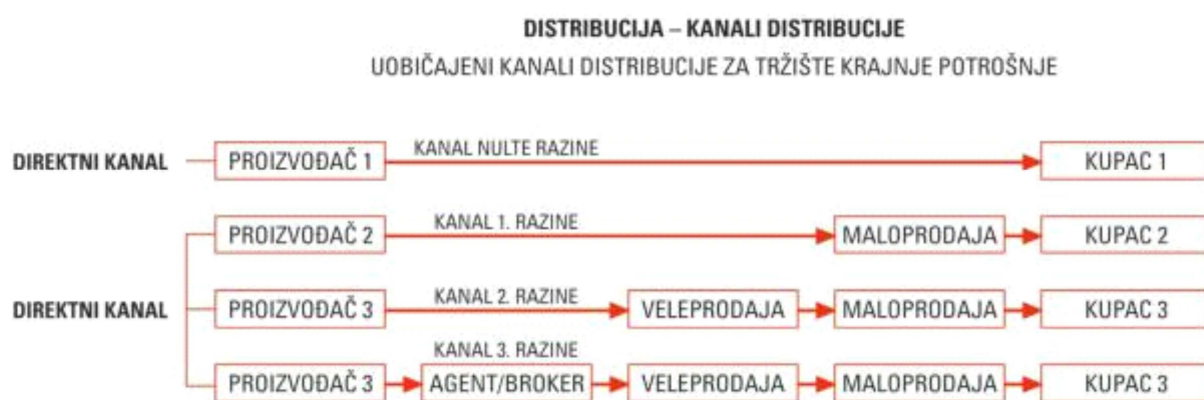 DISTRIBUCIJA – KANALI DISTRIBUCIJE
UOBIČAJENI KANALI DISTRIBUCIJE ZA TRŽIŠTE KRAJNJE POTROŠNJE
DIREKTNI KANAL PROIZVOĐAČ 1 KANAL NULTE RAZINE KUPAC 1
PROIZVOĐAČ 2 KANAL 1. RAZINE MALOPRODAJA KUPAC 2
DIREKTNI KANAL PROIZVOĐAČ 3 KANAL 2. RAZINE VELEPRODAJA MALOPRODAJA KUPAC 3
KANAL 3. RAZINE
PROIZVOĐAČ 3 AGENT/BROKER VELEPRODAJA MALOPRODAJA KUPAC 3